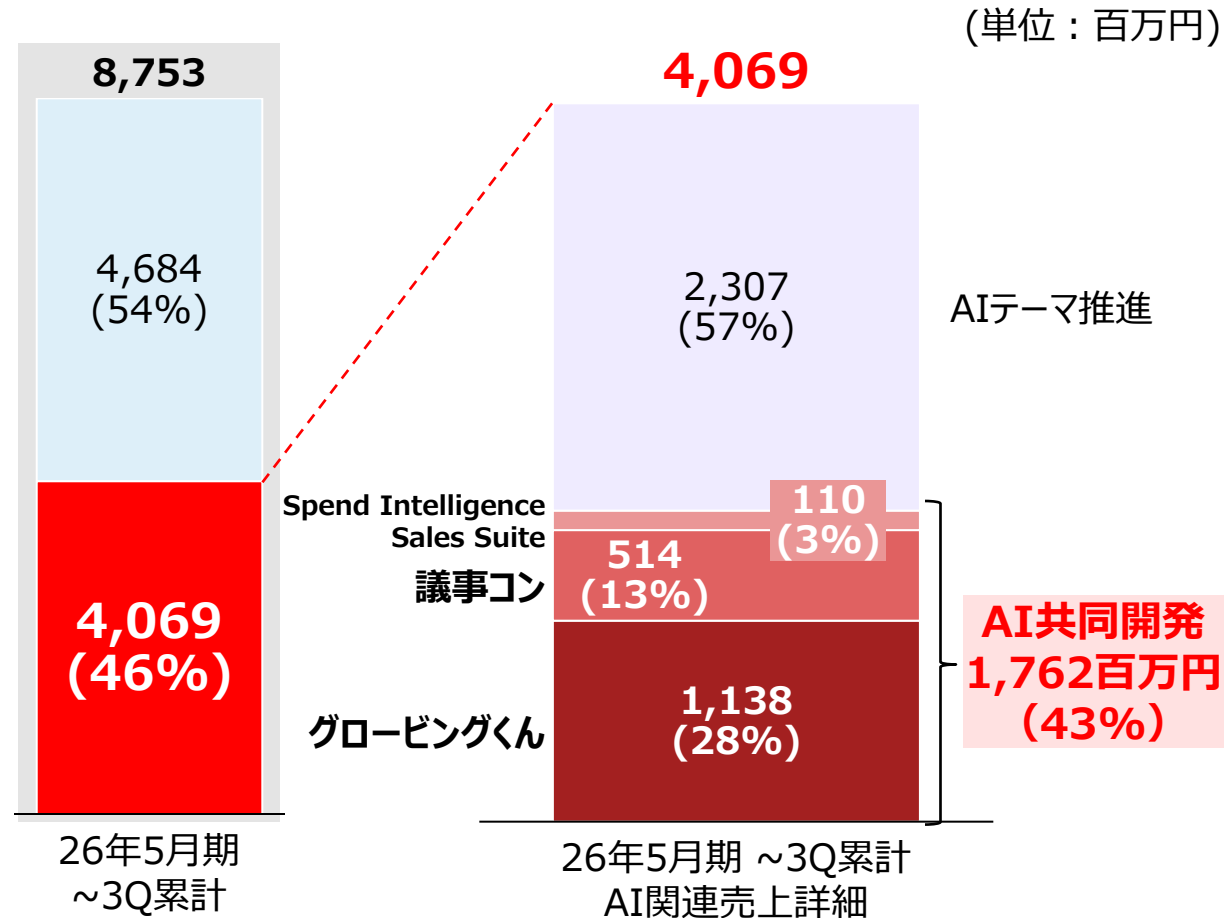 (単位：百万円)
8,753
4,684
(54%)
4,069
(46%)
26年5月期
~3Q累計
4,069
2,307
(57%)
AIテーマ推進
Spend Intelligence
Sales Suite
110
(3%)
議事コン
514
(13%)
グロービングくん
1,138
(28%)
AI共同開発
1,762百万円
（43%）
26年5月期 ~3Q累計
AI関連売上詳細